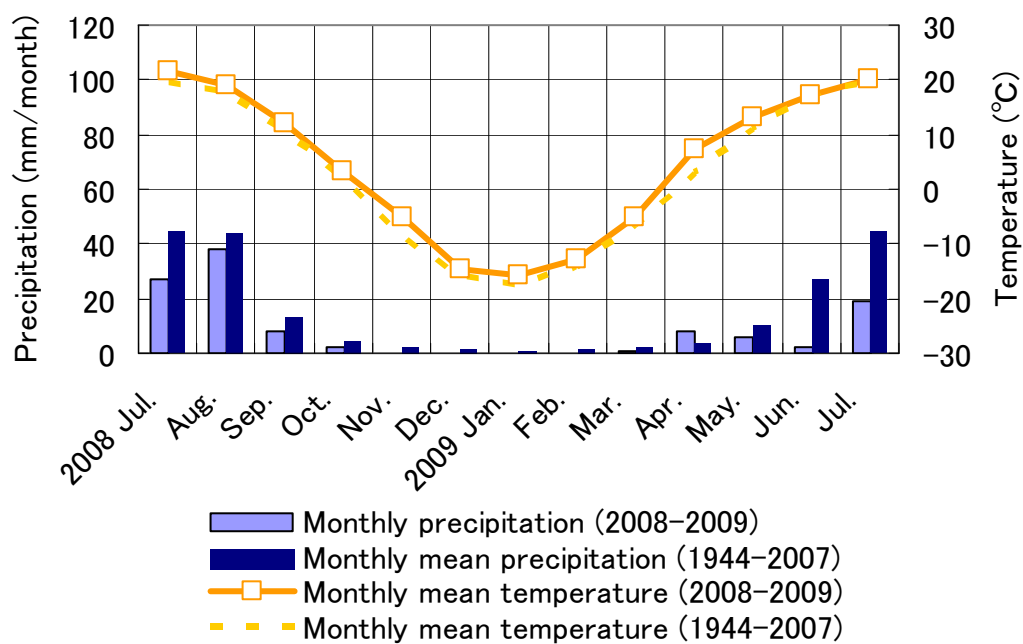 Precipitation (mm/month)
120
100
80
60
40
20
0
30
20
10
0
-10
-20
-30
Temperature (℃)
2008 Jul.
Aug.
Sep.
Oct.
Nov.
Dec.
2009 Jan.
Feb.
Mar.
Apr.
May.
Jun.
Jul.
Monthly precipitation (2008-2009)
Monthly mean precipitation (1944-2007)
Monthly mean temperature (2008-2009)
Monthly mean temperature (1944-2007)